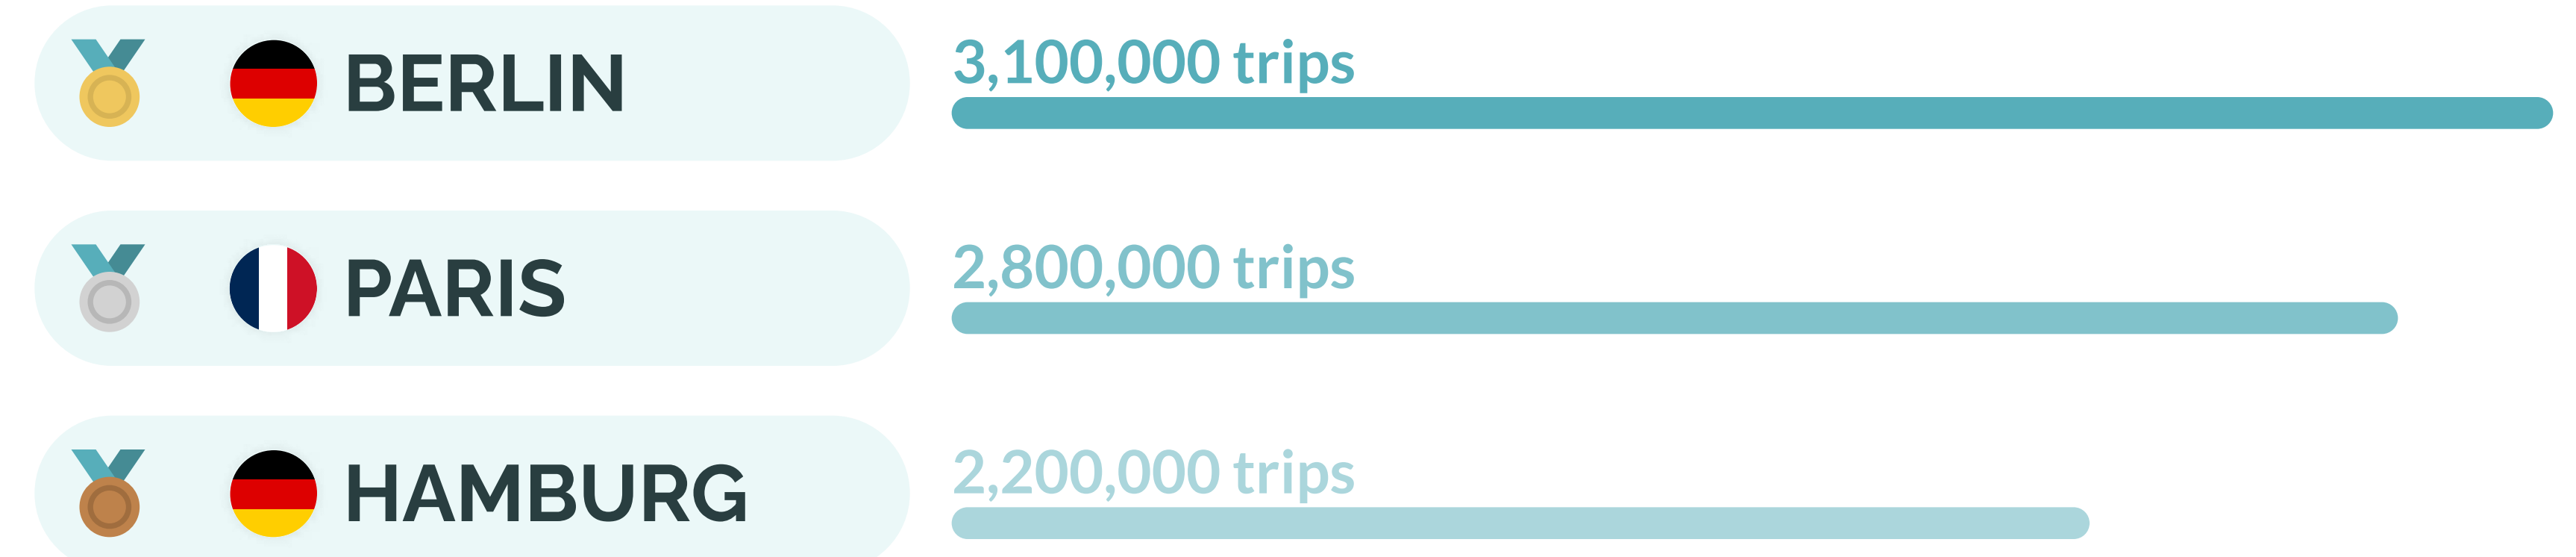 BERLIN
3,100,000 trips
PARIS
2,800,000 trips
HAMBURG
2,200,000 trips